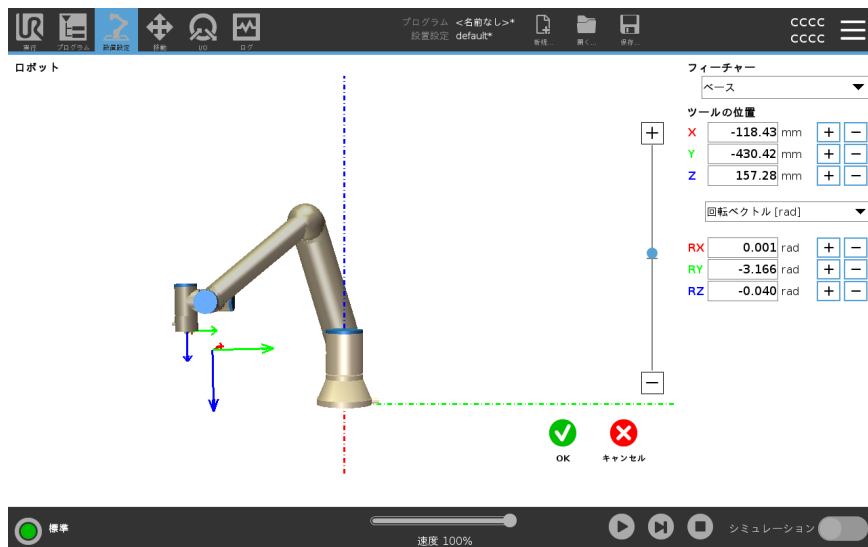 プログラム <名前なし>*
設置設定 default*
cccc
cccc
実行
プログラム
設置設定
移動
I/O
ログ
新規...
開く...
保存...
ロボット
フィーチャー
ベース
ツールの位置
X -118.43 mm + −
Y -430.42 mm + −
Z 157.28 mm + −
回転ベクトル [rad]
RX 0.001 rad + −
RY -3.166 rad + −
RZ -0.040 rad + −
OK
キャンセル
標準
速度 100%
シミュレーション